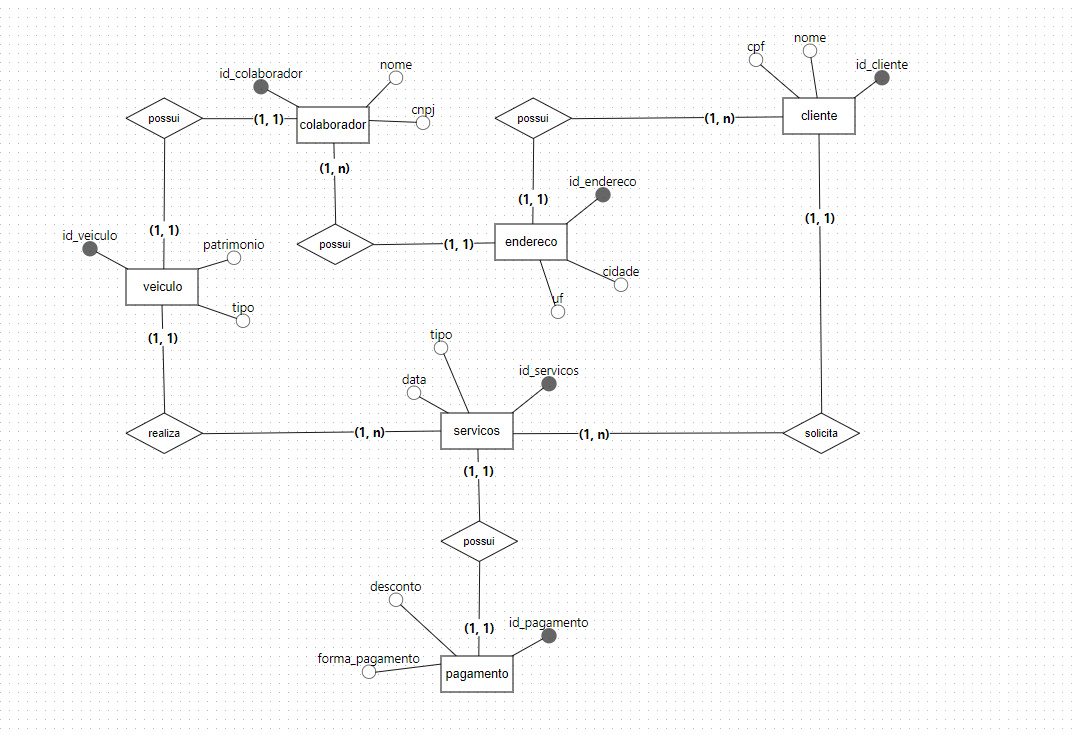 nome
cpf
id_cliente
cliente
nome
id_colaborador
cnpj
colaborador
possui
(1, 1)
possui
(1, n)
(1, n)
id_endereco
(1, 1)
(1, 1)
(1, 1)
id_veiculo
patrimonio
possui
(1, 1)
endereco
cidade
veiculo
uf
tipo
(1, 1)
tipo
id_servicos
data
realiza
(1, n)
servicos
(1, n)
solicita
(1, 1)
possui
desconto
(1, 1)
id_pagamento
forma_pagamento
pagamento